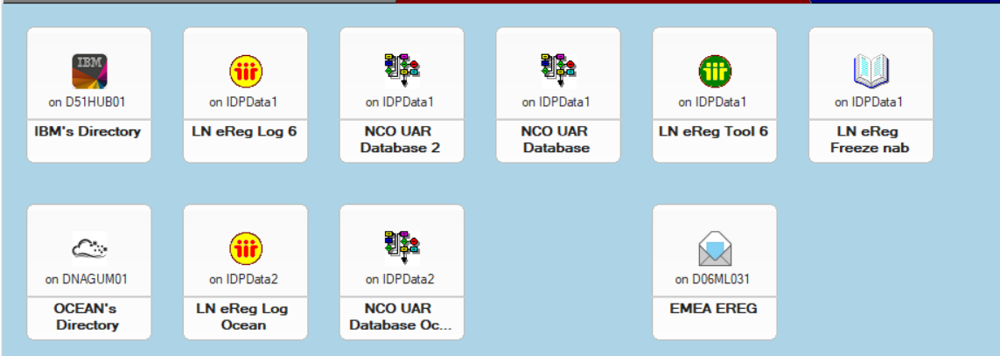 IBM
on D51HUB01
IBM's Directory
on IDPData1
LN eReg Log 6
on IDPData1
NCO UAR
Database 2
on IDPData1
NCO UAR
Database
on IDPData1
LN eReg Tool 6
on IDPData1
LN eReg
Freeze nab
on DNAGUM01
OCEAN's
Directory
on IDPData2
LN eReg Log
Ocean
on IDPData2
NCO UAR
Database Oc...
on D06ML031
EMEA EREG